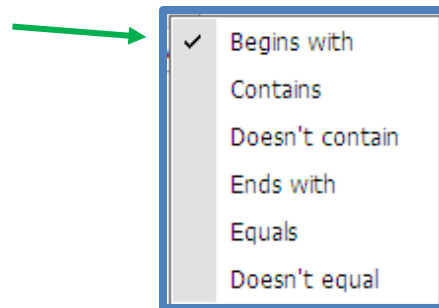 Begins with
Contains
Doesn't contain
Ends with
Equals
Doesn't equal